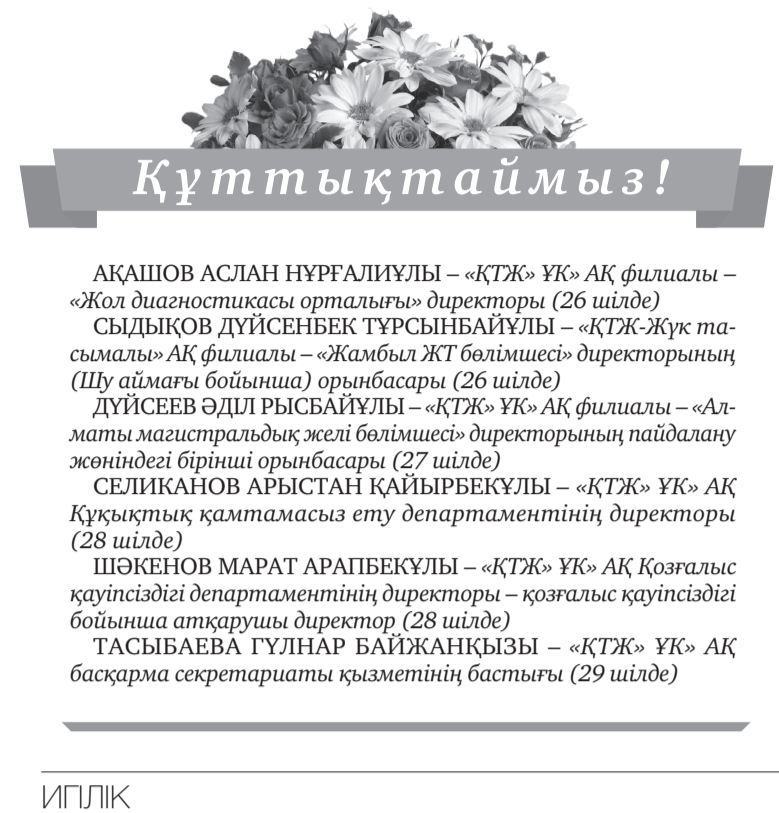 Құттықтаймыз!
АҚАШОВ АСЛАН НҰРҒАЛИҰЛЫ – «ҚТЖ» ҰК» АҚ филиалы –
«Жол диагностикасы орталығы» директоры (26 шілде)
СЫДЫҚОВ ДҮЙСЕНБЕК ТҰРСЫНБАЙҰЛЫ – «ҚТЖ-Жүк та-
сымалы» АҚ филиалы – «Жамбыл ЖТ бөлімшесі» директорының
(Шу аймағы бойынша) орынбасары (26 шілде)
ДҮЙСЕЕВ ӘДІЛ РЫСБАЙҰЛЫ – «ҚТЖ» ҰК» АҚ филиалы – «Ал-
маты магистральдық желі бөлімшесі» директорының пайдалану
жөніндегі бірінші орынбасары (27 шілде)
СЕЛИКАНОВ АРЫСТАН ҚАЙЫРБЕКҰЛЫ – «ҚТЖ» ҰК» АҚ
Құқықтық қамтамасыз ету департаментінің директоры
(28 шілде)
ШӘКЕНОВ МАРАТ АРАПБЕКҰЛЫ – «ҚТЖ» ҰК» АҚ Қозғалыс
қауіпсіздігі департаментінің директоры – қозғалыс қауіпсіздігі
бойынша атқарушы директор (28 шілде)
ТАСЫБАЕВА ГҮЛНАР БАЙЖАНҚЫЗЫ – «ҚТЖ» ҰК» АҚ
басқарма секретариаты қызметінің бастығы (29 шілде)
ИГІЛІК